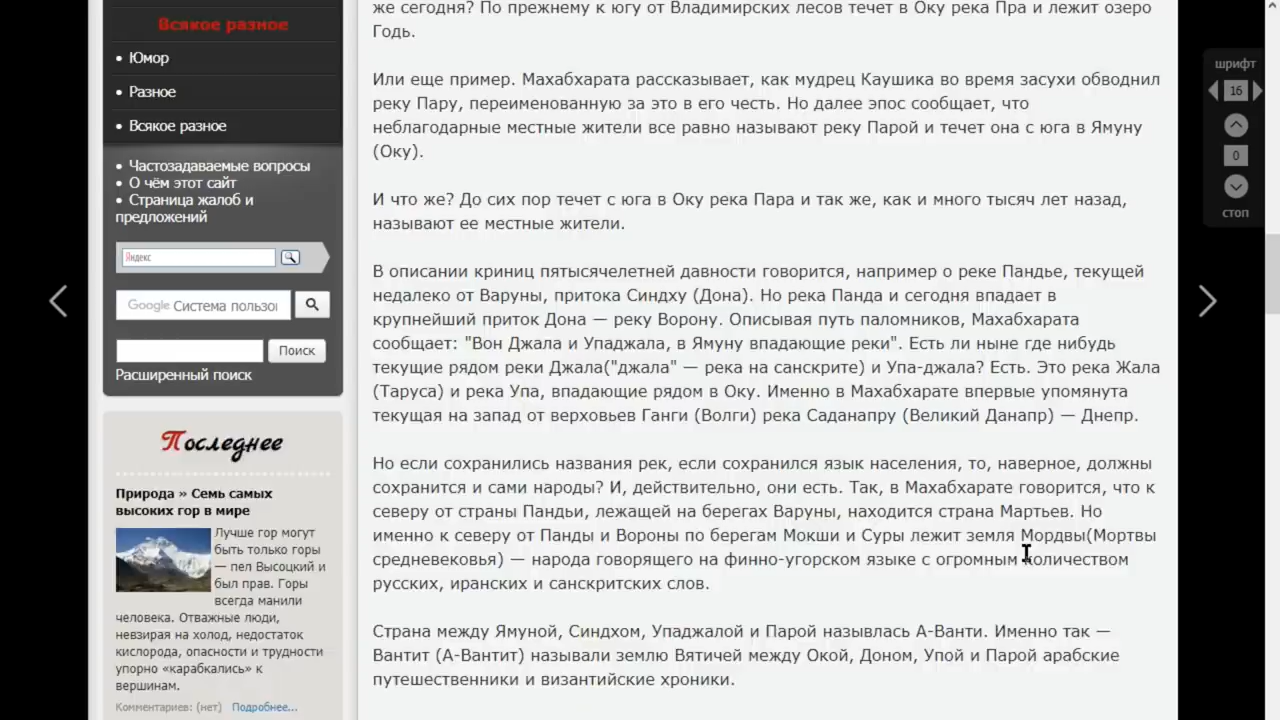 Всякое разное
• Юмор
• Разное
• Всякое разное
• Частозадаваемые вопросы
• О чём этот сайт
• Страница жалоб и
предложений
Яндекс
Google Система пользо
Поиск
Расширенный поиск
Последнее
Природа » Семь самых
высоких гор в мире
Лучше гор могут
быть только горы
— пел Высоцкий и
был прав. Горы
всегда манили
человека. Отважные люди,
невзирая на холод, недостаток
кислорода, опасности и трудности
упорно «карабкались» к
вершинам.
Комментариев: (нет) Подробнее...
же сегодня? По прежнему к югу от Владимирских лесов течет в Оку река Пра и лежит озеро
Годь.
Или еще пример. Махабхарата рассказывает, как мудрец Каушика во время засухи обводнил
реку Пару, переименованную за это в его честь. Но далее эпос сообщает, что
неблагодарные местные жители все равно называют реку Парой и течет она с юга в Ямуну
(Оку).
И что же? До сих пор течет с юга в Оку река Пара и так же, как и много тысяч лет назад,
называют ее местные жители.
В описании криниц пятысячелетней давности говорится, например о реке Пандье, текущей
недалеко от Варуны, притока Синдху (Дона). Но река Панда и сегодня впадает в
крупнейший приток Дона — реку Ворону. Описывая путь паломников, Махабхарата
сообщает: "Вон Джала и Упаджала, в Ямуну впадающие реки". Есть ли ныне где нибудь
текущие рядом реки Джала("джала" — река на санскрите) и Упа-джала? Есть. Это река Жала
(Таруса) и река Упа, впадающие рядом в Оку. Именно в Махабхарате впервые упомянута
текущая на запад от верховьев Ганги (Волги) река Саданапру (Великий Данапр) — Днепр.
Но если сохранились названия рек, если сохранился язык населения, то, наверное, должны
сохранится и сами народы? И, действительно, они есть. Так, в Махабхарате говорится, что к
северу от страны Пандьи, лежащей на берегах Варуны, находится страна Мартьев. Но
именно к северу от Панды и Вороны по берегам Мокши и Суры лежит земля Мордвы(Мортвы
средневековья) — народа говорящего на финно-угорском языке с огромным количеством
русских, иранских и санскритских слов.
Страна между Ямуной, Синдхом, Упаджалой и Парой назывлась А-Ванти. Именно так —
Вантит (А-Вантит) называли землю Вятичей между Окой, Доном, Упой и Парой арабские
путешественники и византийские хроники.
шрифт
16
0
стоп